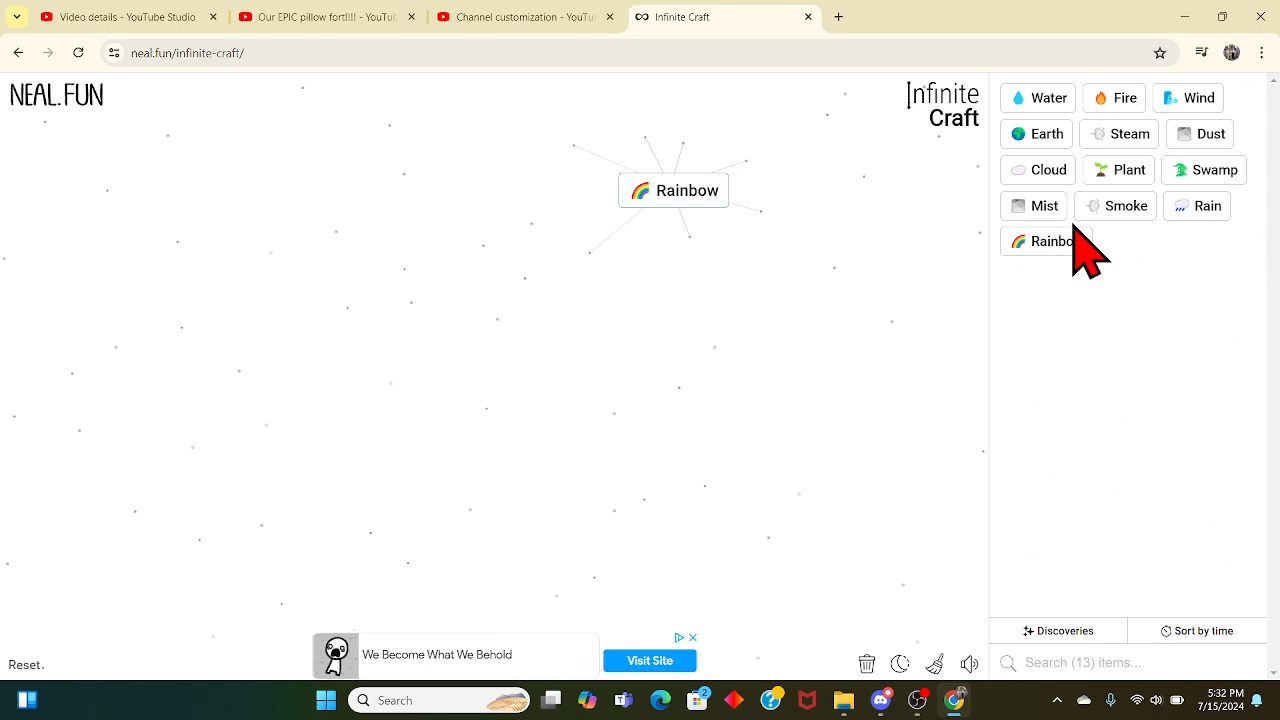 Video details - YouTube Studio
Our EPIC pillow fort!!!! - YouTub
Channel customization - YouTu
Infinite Craft
neal.fun/infinite-craft/
NEAL.FUN
Infinite
Craft
Rainbow
Water
Fire
Wind
Earth
Steam
Dust
Cloud
Plant
Swamp
Mist
Smoke
Rain
Rainbo
Discoveries
Sort by time
Search (13) items...
We Become What We Behold
Visit Site
Reset.
Search
2
5:32 PM
7/15/2024